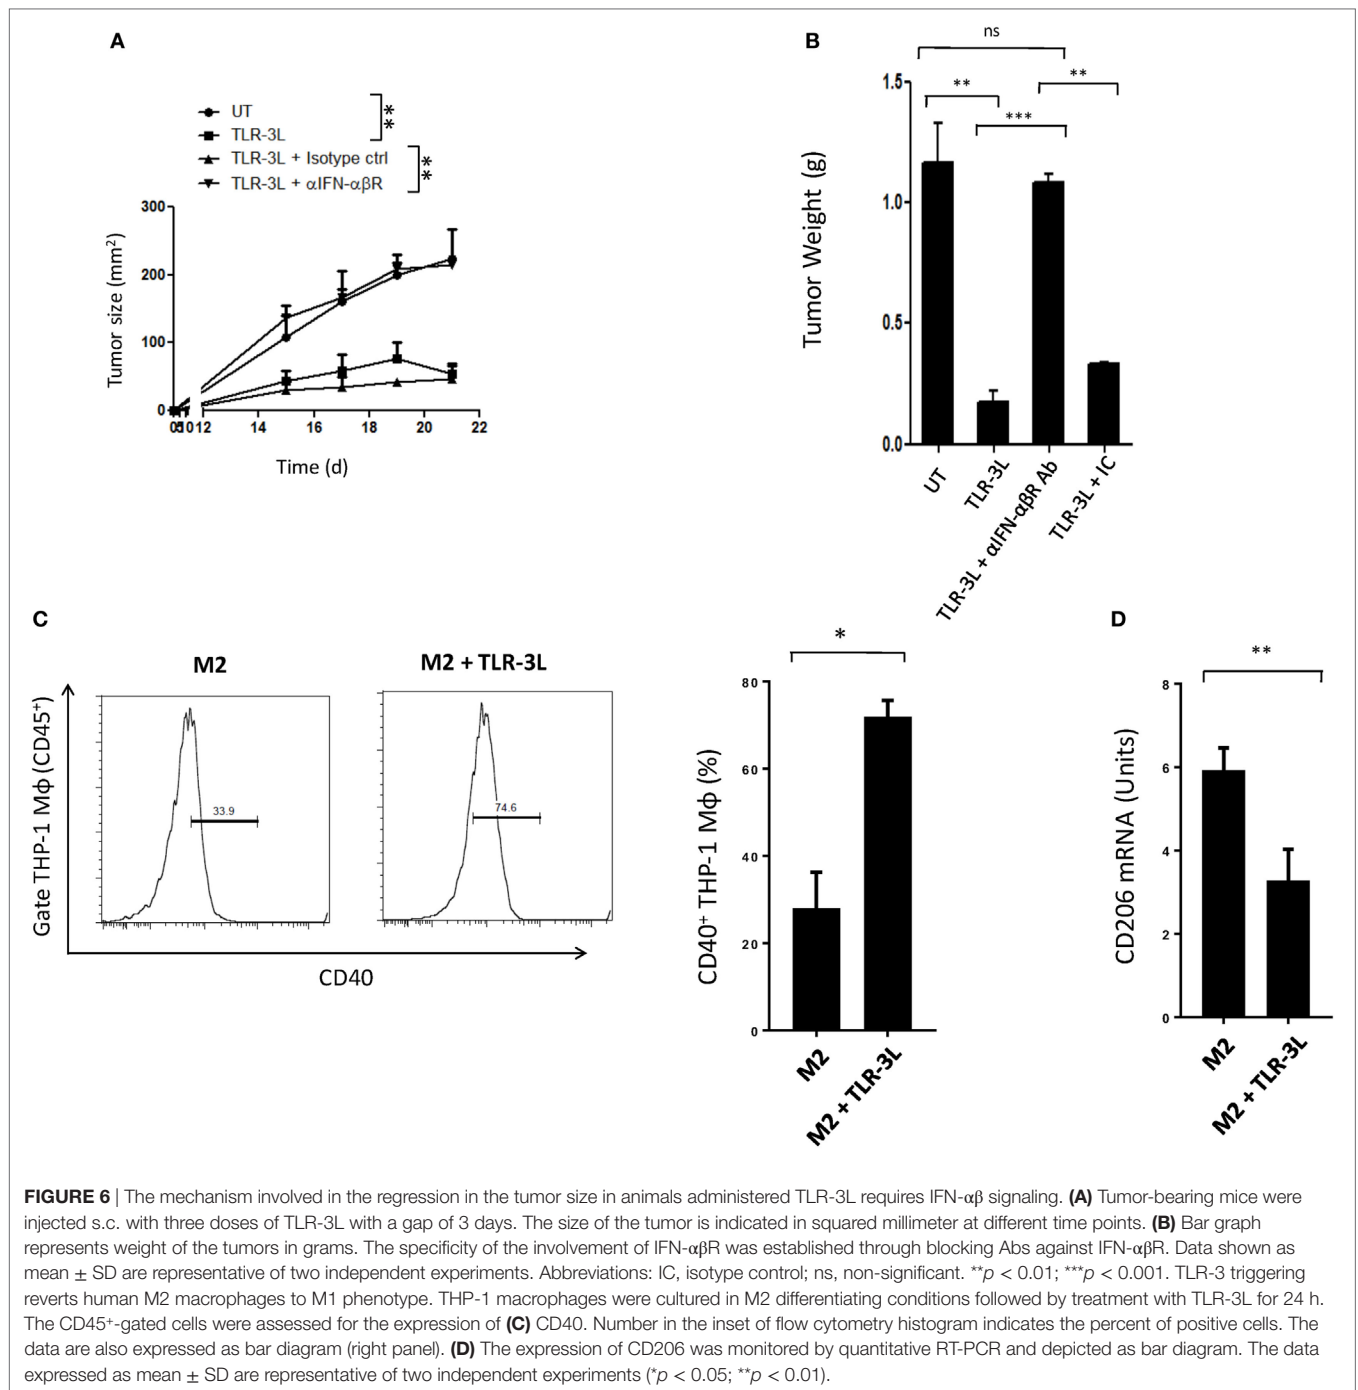 A
UT
TLR-3L
TLR-3L + Isotype ctrl
TLR-3L + αIFN-αβR
**
**
Tumor size (mm²)
300
200
100
0
12 14 16 18 20 22
Time (d)
B
ns
**
**
***
Tumor Weight (g)
1.5
1.0
0.5
0.0
UT
TLR-3L
TLR-3L + αIFN-αβR Ab
TLR-3L + IC
C
M2
M2 + TLR-3L
Gate THP-1 Mϕ (CD45⁺)
33.9
74.6
CD40
*
CD40⁺ THP-1 Mϕ (%)
80
60
40
20
0
M2
M2 + TLR-3L
D
**
CD206 mRNA (Units)
8
6
4
2
0
M2
M2 + TLR-3L
FIGURE 6 | The mechanism involved in the regression in the tumor size in animals administered TLR-3L requires IFN-αβ signaling. (A) Tumor-bearing mice were
injected s.c. with three doses of TLR-3L with a gap of 3 days. The size of the tumor is indicated in squared millimeter at different time points. (B) Bar graph
represents weight of the tumors in grams. The specificity of the involvement of IFN-αβR was established through blocking Abs against IFN-αβR. Data shown as
mean ± SD are representative of two independent experiments. Abbreviations: IC, isotype control; ns, non-significant. **p < 0.01; ***p < 0.001. TLR-3 triggering
reverts human M2 macrophages to M1 phenotype. THP-1 macrophages were cultured in M2 differentiating conditions followed by treatment with TLR-3L for 24 h.
The CD45⁺-gated cells were assessed for the expression of (C) CD40. Number in the inset of flow cytometry histogram indicates the percent of positive cells. The
data are also expressed as bar diagram (right panel). (D) The expression of CD206 was monitored by quantitative RT-PCR and depicted as bar diagram. The data
expressed as mean ± SD are representative of two independent experiments (*p < 0.05; **p < 0.01).